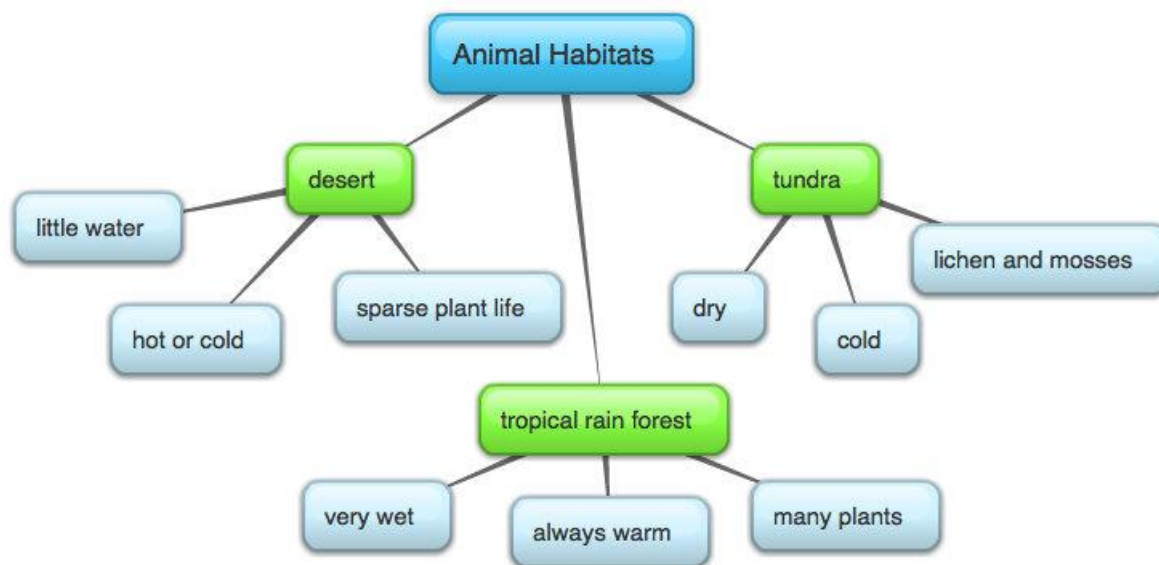 Animal Habitats
desert
tundra
little water
lichen and mosses
sparse plant life
dry
hot or cold
cold
tropical rain forest
very wet
always warm
many plants